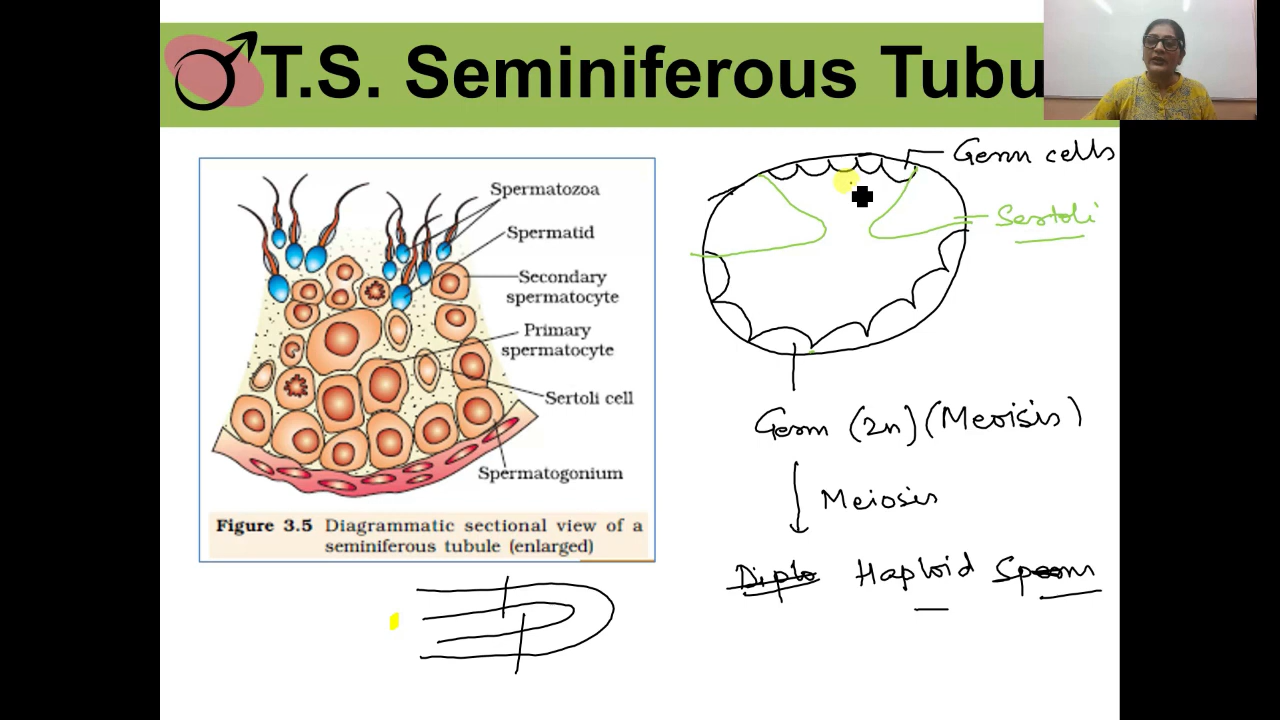 T.S. Seminiferous Tubu
Spermatozoa
Spermatid
Secondary
spermatocyte
Primary
spermatocyte
Sertoli cell
Spermatogonium
Figure 3.5 Diagrammatic sectional view of a
seminiferous tubule (enlarged)
Germ cells
Sertoli
Germ (2n) (Meiosis)
Meiosis
Diplo Haploid Sperms